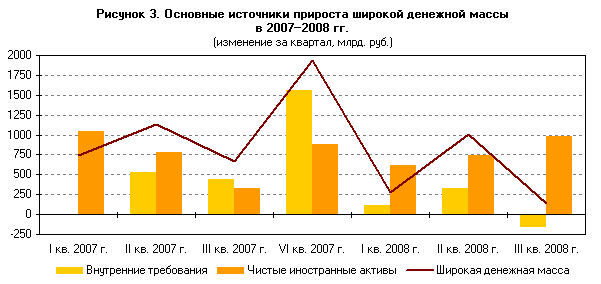 Рисунок 3. Основные источники прироста широкой денежной массы
в 2007–2008 гг.
(изменение за квартал, млрд. руб.)
2000
1750
1500
1250
1000
750
500
250
0
-250
I кв. 2007 г.
II кв. 2007 г.
III кв. 2007 г.
VI кв. 2007 г.
I кв. 2008 г.
II кв. 2008 г.
III кв. 2008 г.
Внутренние требования
Чистые иностранные активы
Широкая денежная масса